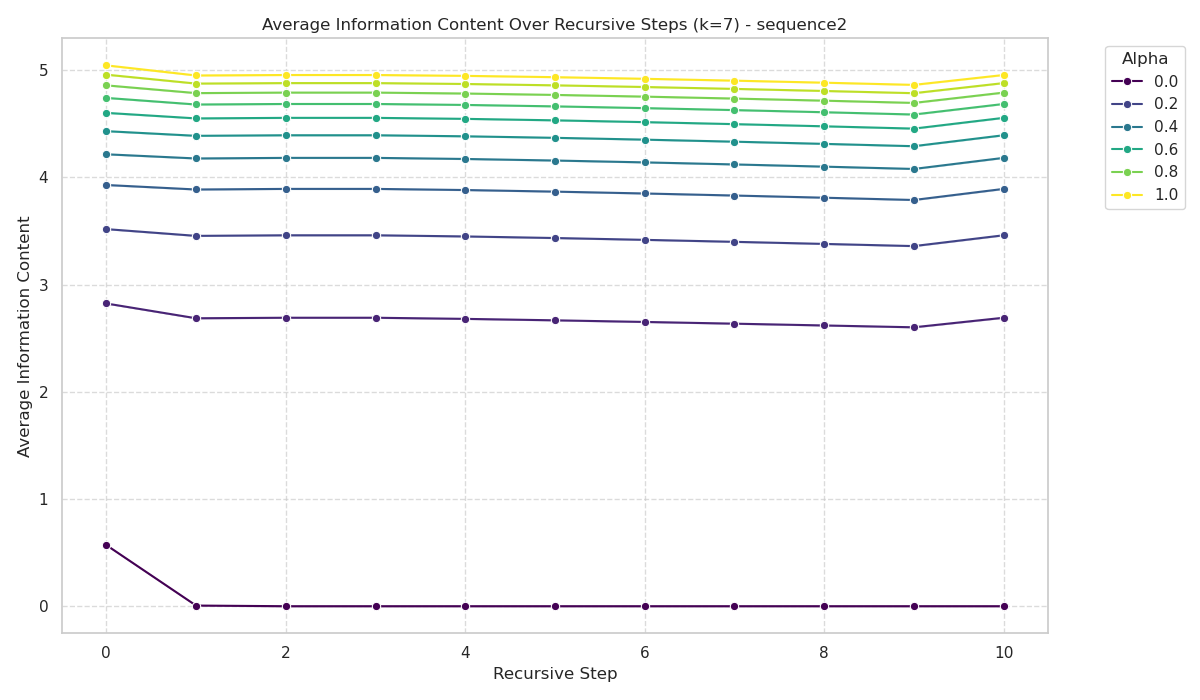 Average Information Content Over Recursive Steps (k=7) - sequence2
Average Information Content
5
4
3
2
1
0
0 2 4 6 8 10
Recursive Step
Alpha
0.0
0.2
0.4
0.6
0.8
1.0